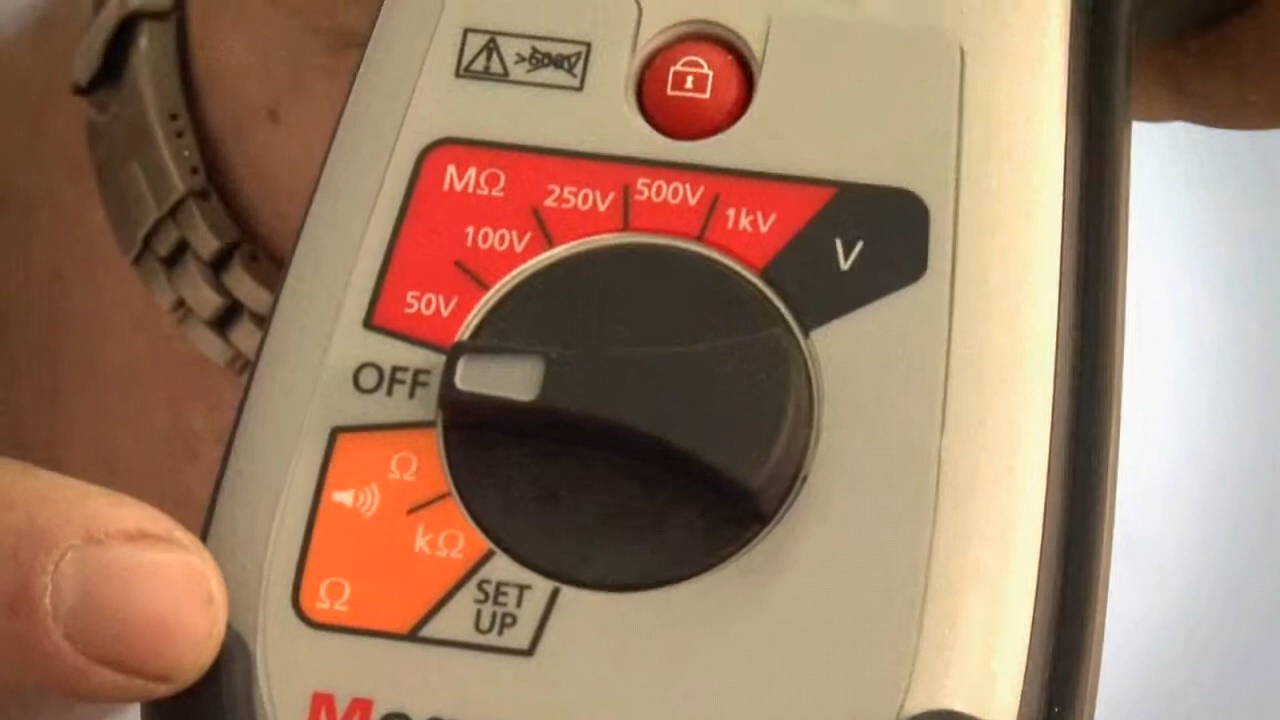 >600V
MΩ
250V
500V
1kV
100V
V
50V
OFF
Ω
kΩ
Ω
SET
UP